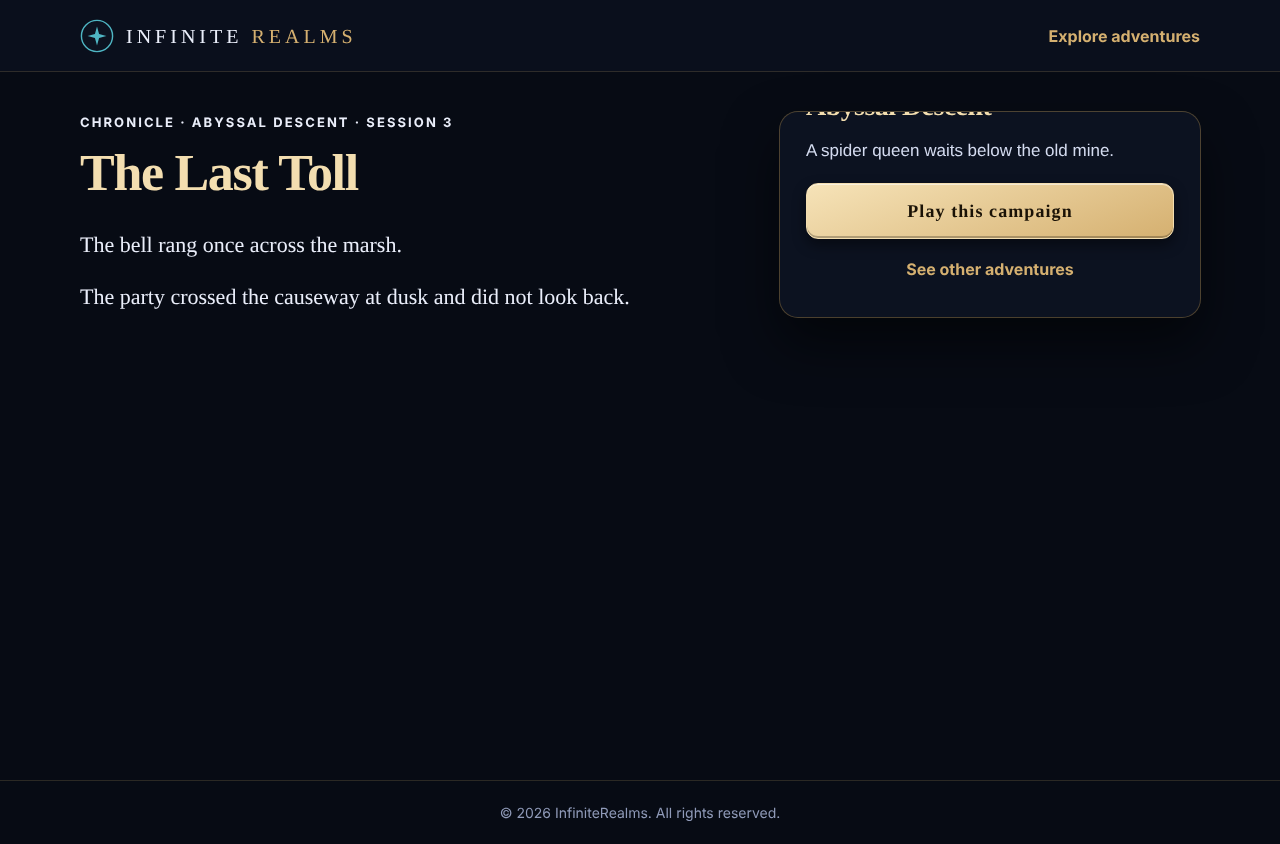 INFINITE REALMS
Explore adventures
CHRONICLE · ABYSSAL DESCENT · SESSION 3
The Last Toll
The bell rang once across the marsh.
The party crossed the causeway at dusk and did not look back.
Abyssal Descent
A spider queen waits below the old mine.
Play this campaign
See other adventures
© 2026 InfiniteRealms. All rights reserved.